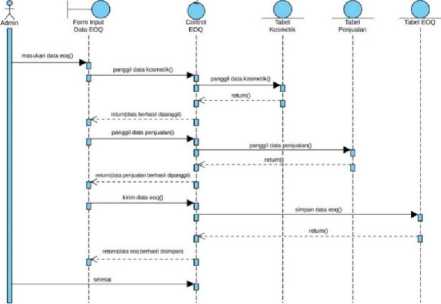 Admin
Form Input
Data EOQ
Control
EOQ
Tabel
Kosmetik
Tabel
Penjualan
Tabel EOQ
masukan data eoq()
panggil data kosmetik()
panggil data kosmetik()
return()
return(data berhasil dipanggil)
panggil data penjualan()
panggil data penjualan()
return()
return(data penjualan berhasil dipanggil)
kirim data eoq()
simpan data eoq()
return()
return(data eoq berhasil disimpan)
selesai